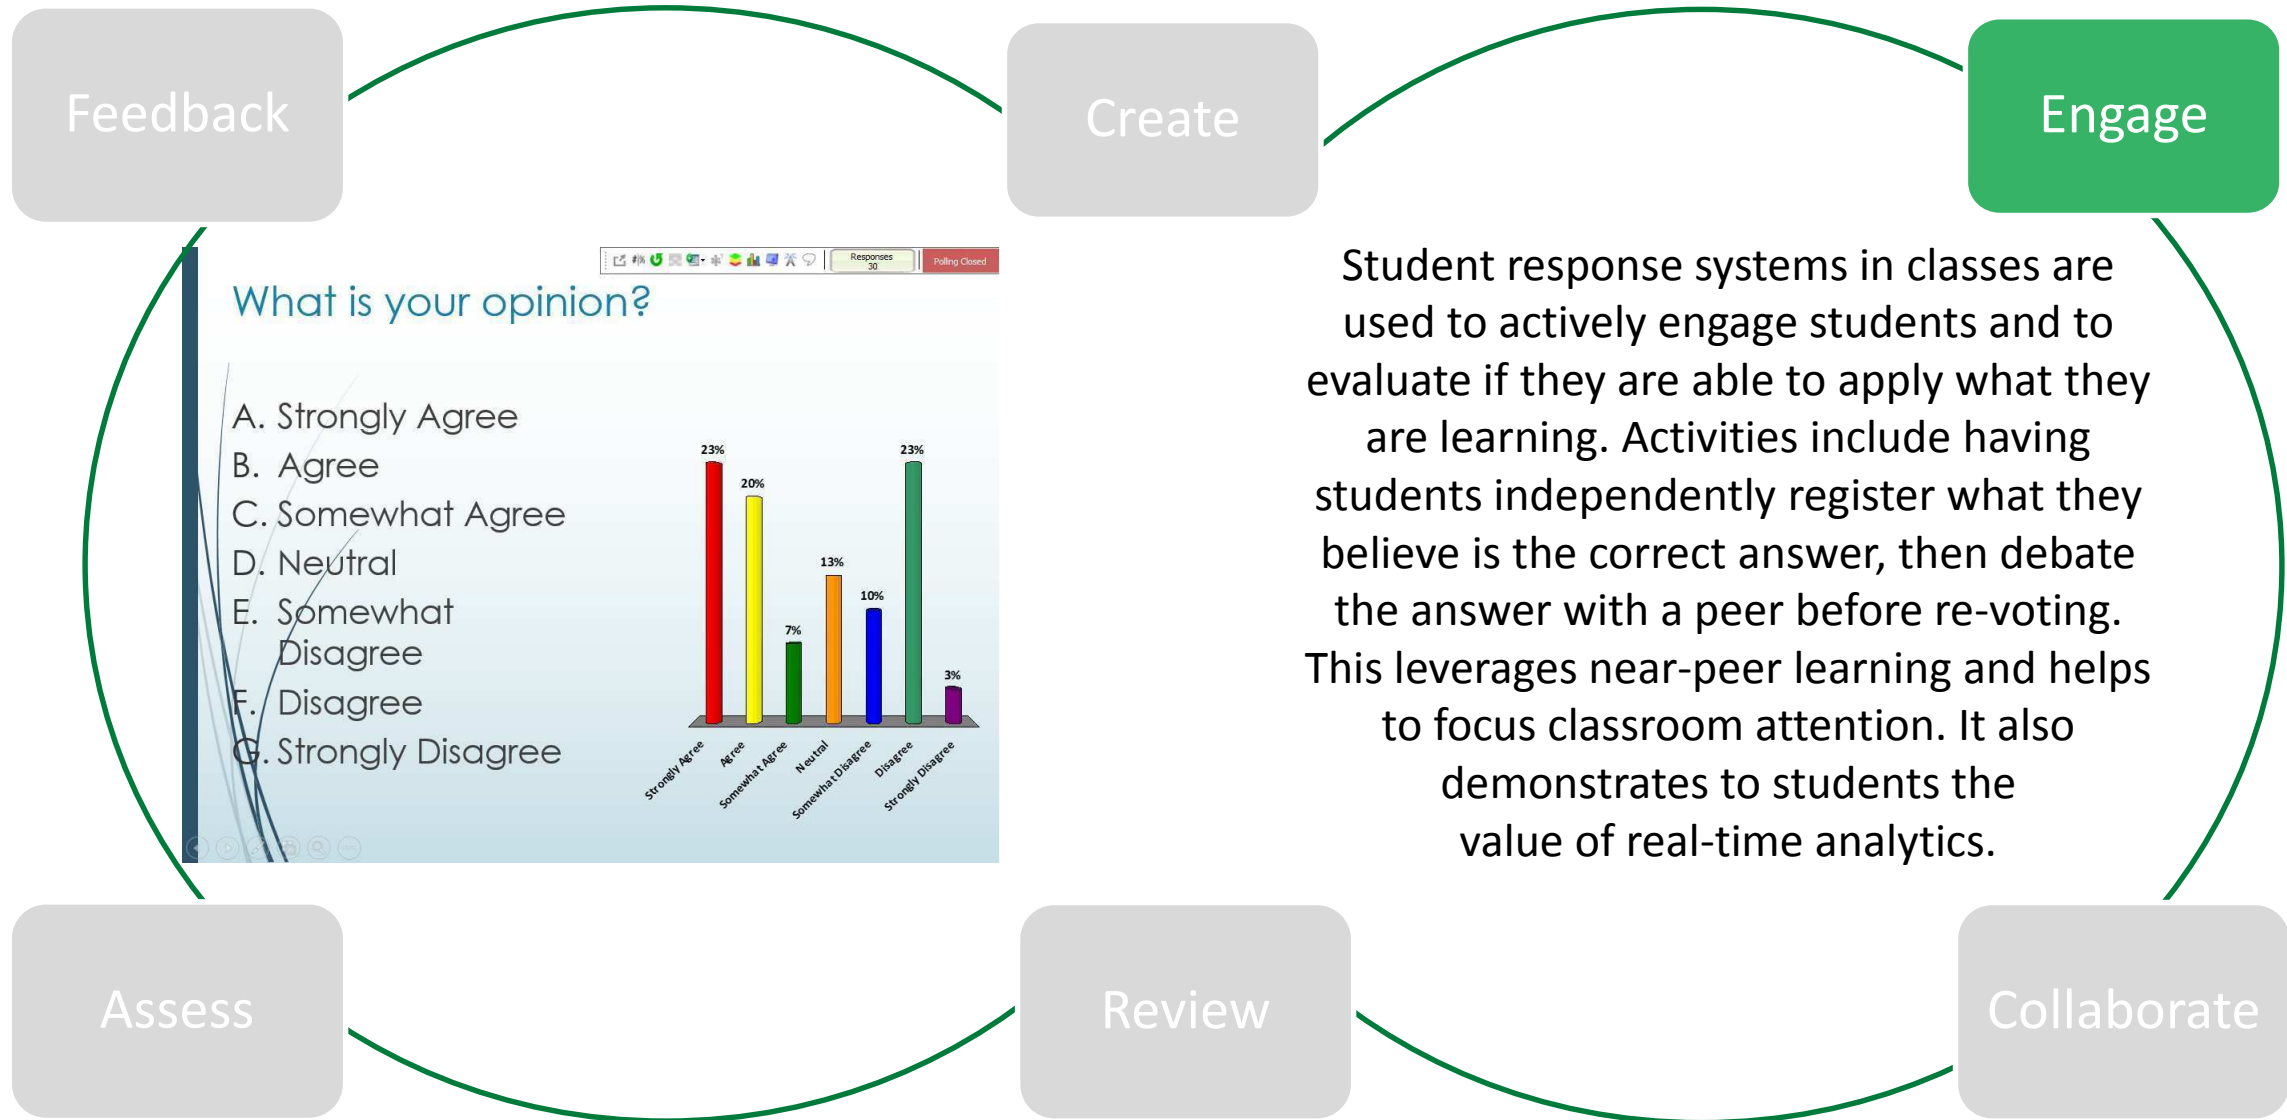 Feedback
Create
Engage
Responses
30
Polling Closed
What is your opinion?
A. Strongly Agree
B. Agree
C. Somewhat Agree
D. Neutral
E. Somewhat
Disagree
F. Disagree
G. Strongly Disagree
23%
20%
7%
13%
10%
23%
3%
Strongly Agree
Agree
Somewhat Agree
Neutral
Somewhat Disagree
Disagree
Strongly Disagree
Student response systems in classes are
used to actively engage students and to
evaluate if they are able to apply what they
are learning. Activities include having
students independently register what they
believe is the correct answer, then debate
the answer with a peer before re-voting.
This leverages near-peer learning and helps
to focus classroom attention. It also
demonstrates to students the
value of real-time analytics.
Assess
Review
Collaborate